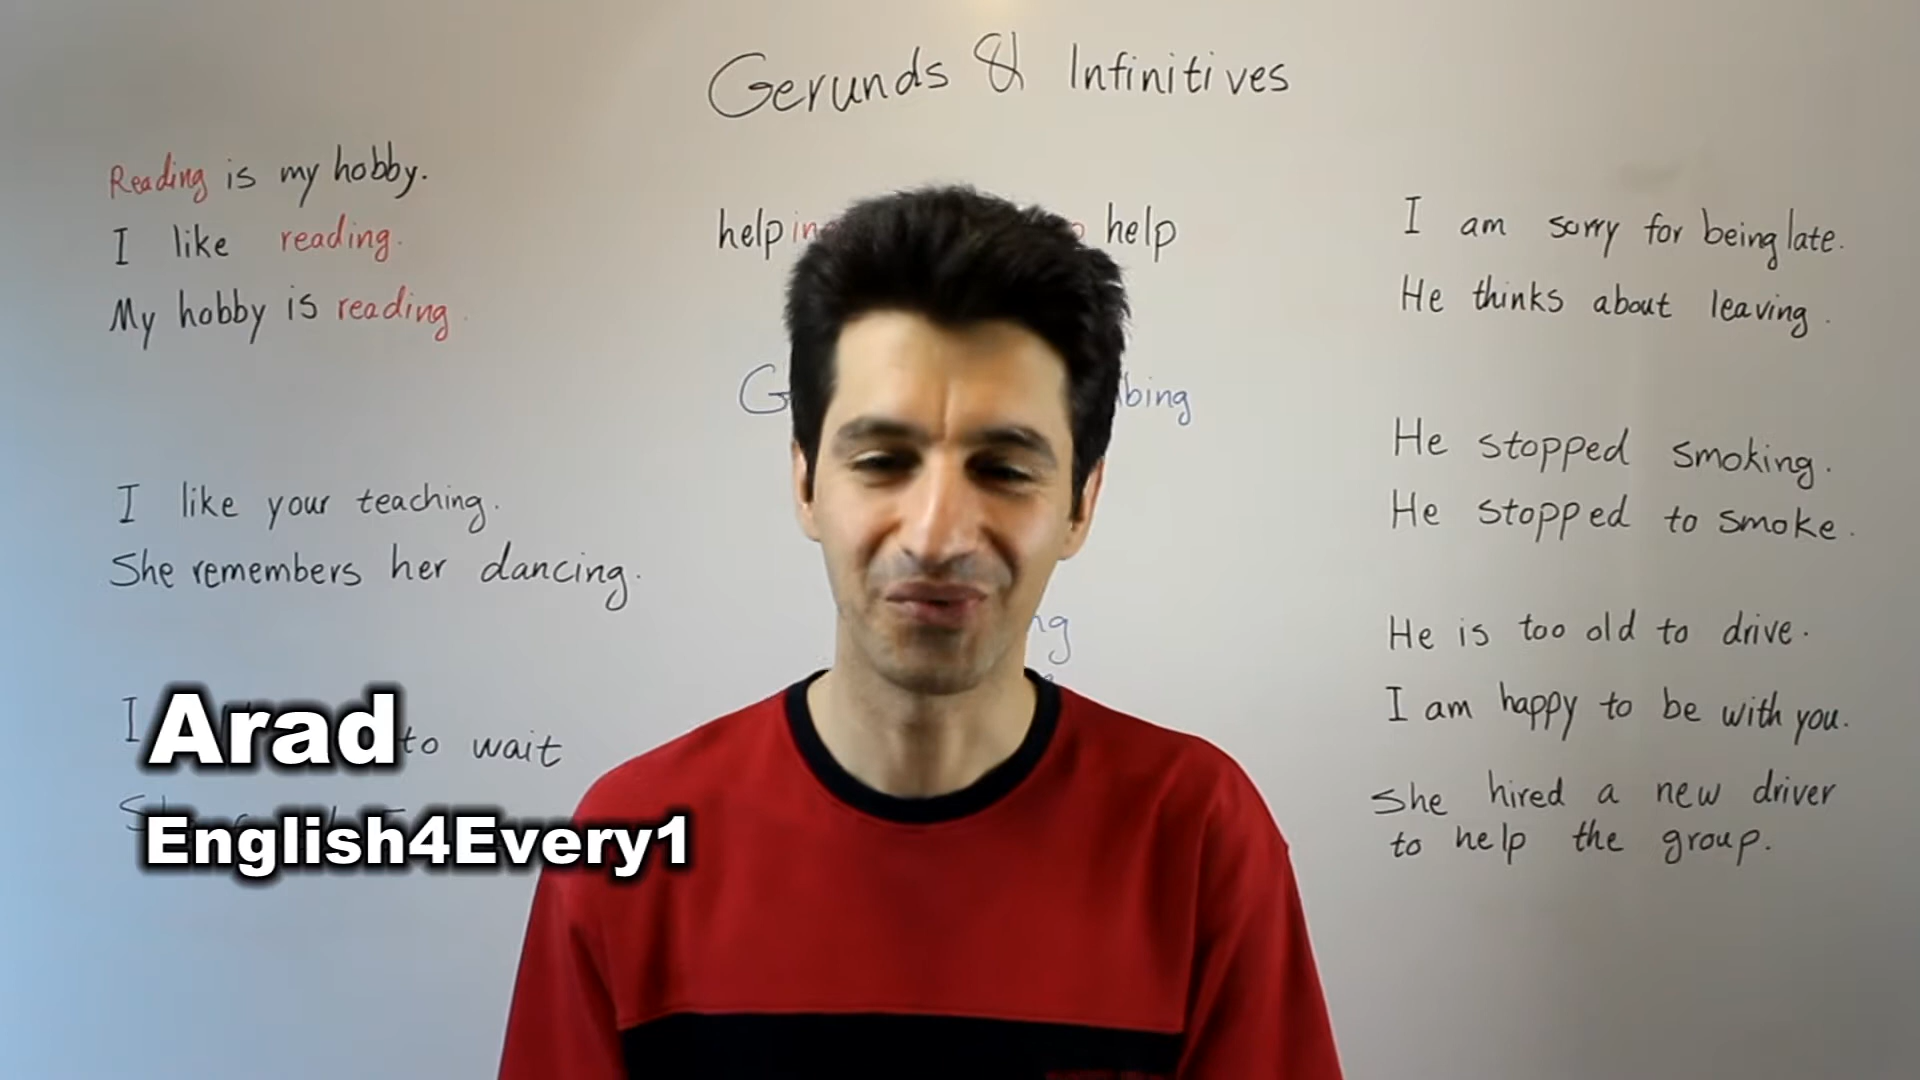 Gerunds & Infinitives
Reading is my hobby.
I like reading.
My hobby is reading.
I like your teaching.
She remembers her dancing.
I to wait
Arad
English4Every1
help help
I am sorry for being late.
He thinks about leaving.
He stopped smoking.
He stopped to smoke.
He is too old to drive.
I am happy to be with you.
She hired a new driver
to help the group.